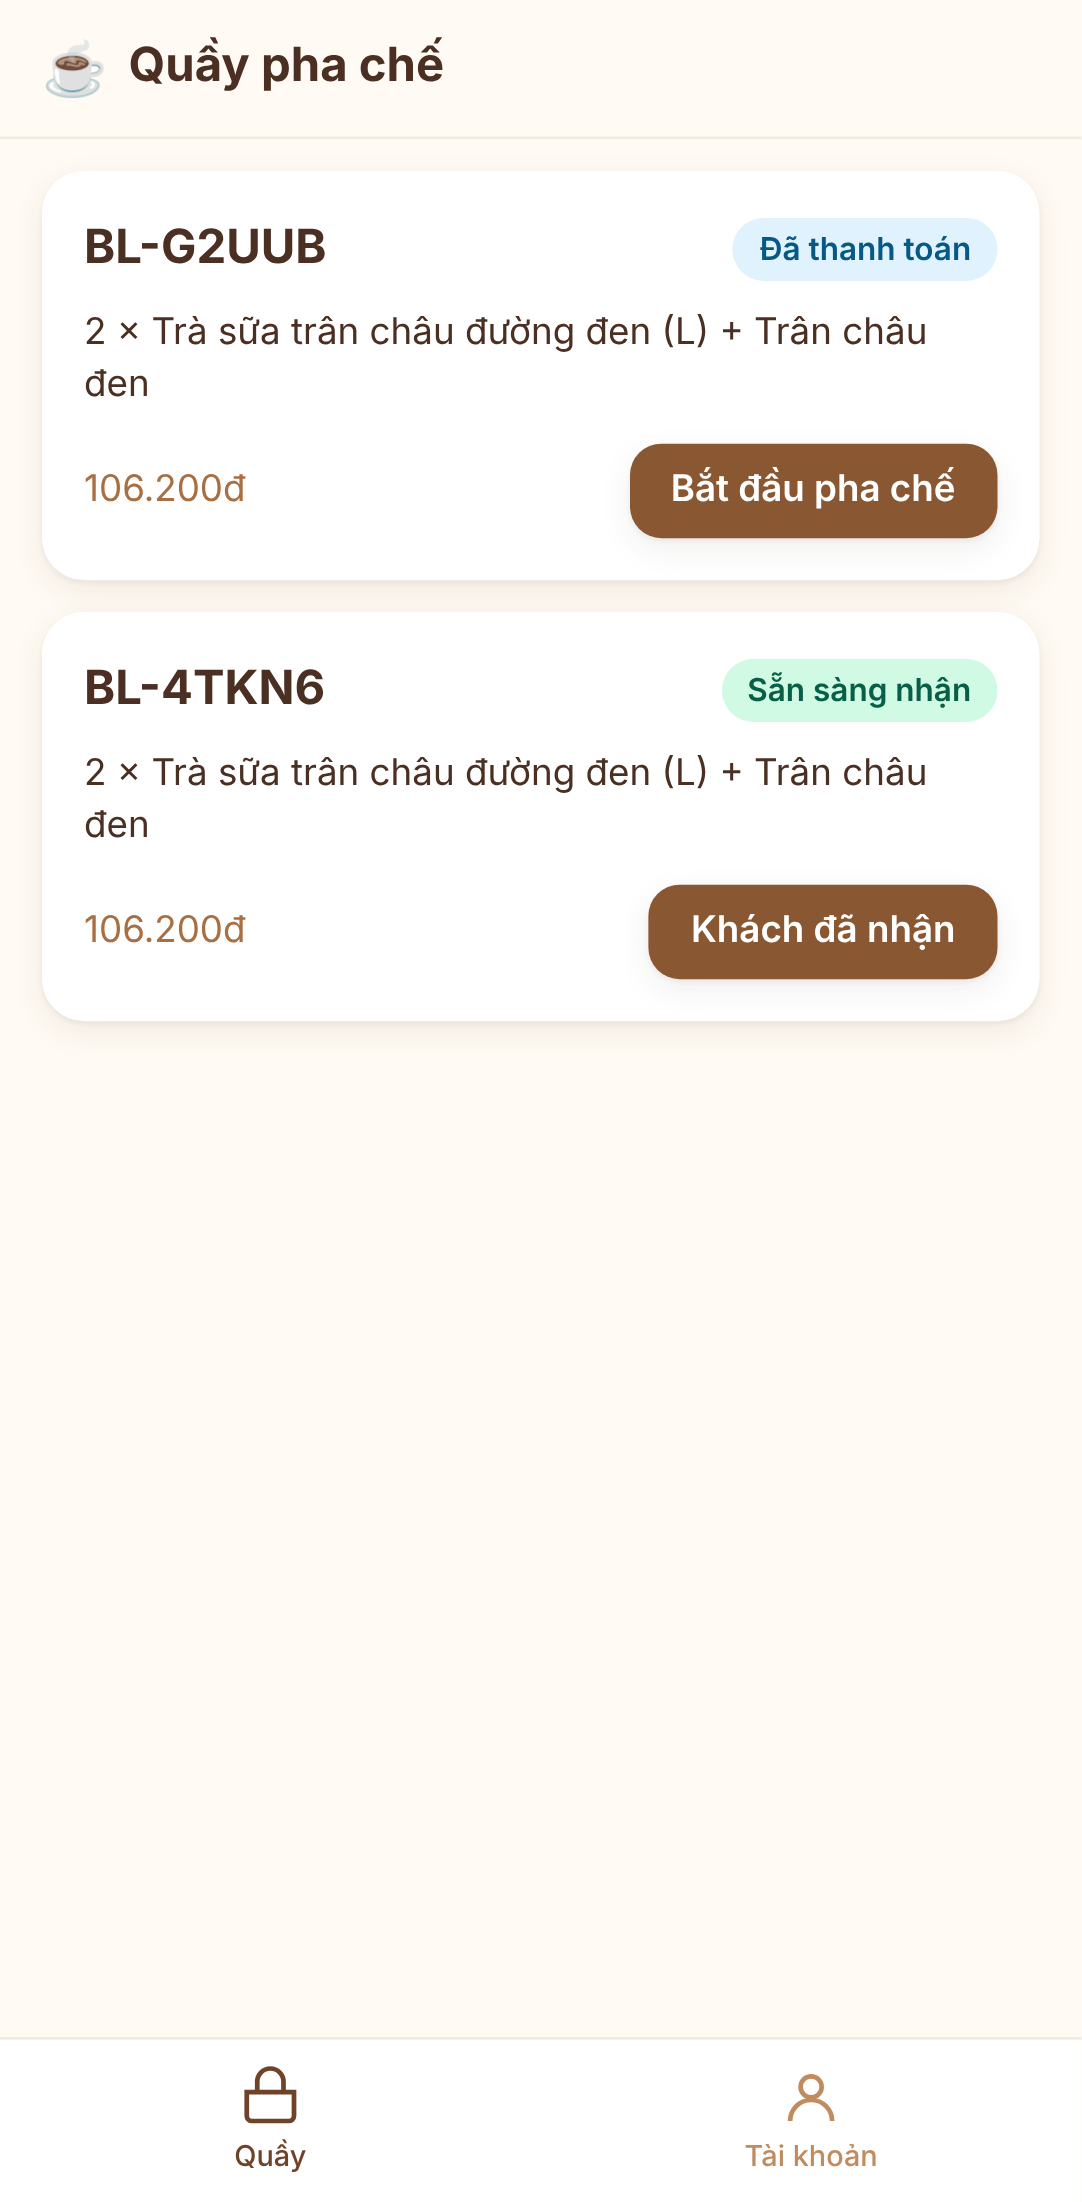 Quầy pha chế
BL-G2UUB
Đã thanh toán
2 × Trà sữa trân châu đường đen (L) + Trân châu
đen
106.200đ
Bắt đầu pha chế
BL-4TKN6
Sẵn sàng nhận
2 × Trà sữa trân châu đường đen (L) + Trân châu
đen
106.200đ
Khách đã nhận
Quầy
Tài khoản